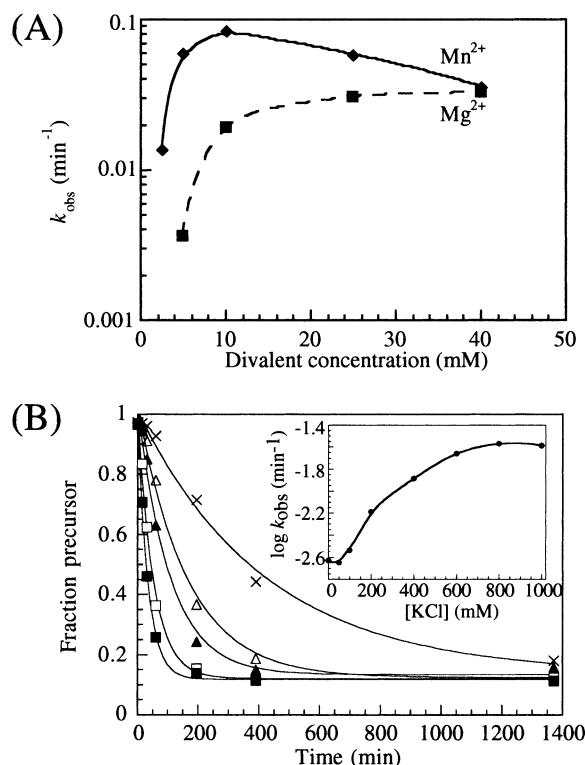 (A)
0.1
0.01
0.001
k obs (min-1)
Mn2+
Mg2+
0 10 20 30 40 50
Divalent concentration (mM)
(B)
1
0.8
0.6
0.4
0.2
0
Fraction precursor
-1.4
-1.8
-2.2
-2.6
log kobs (min-1)
0 200 400 600 800 1000
[KCl] (mM)
0 200 400 600 800 1000 1200 1400
Time (min)